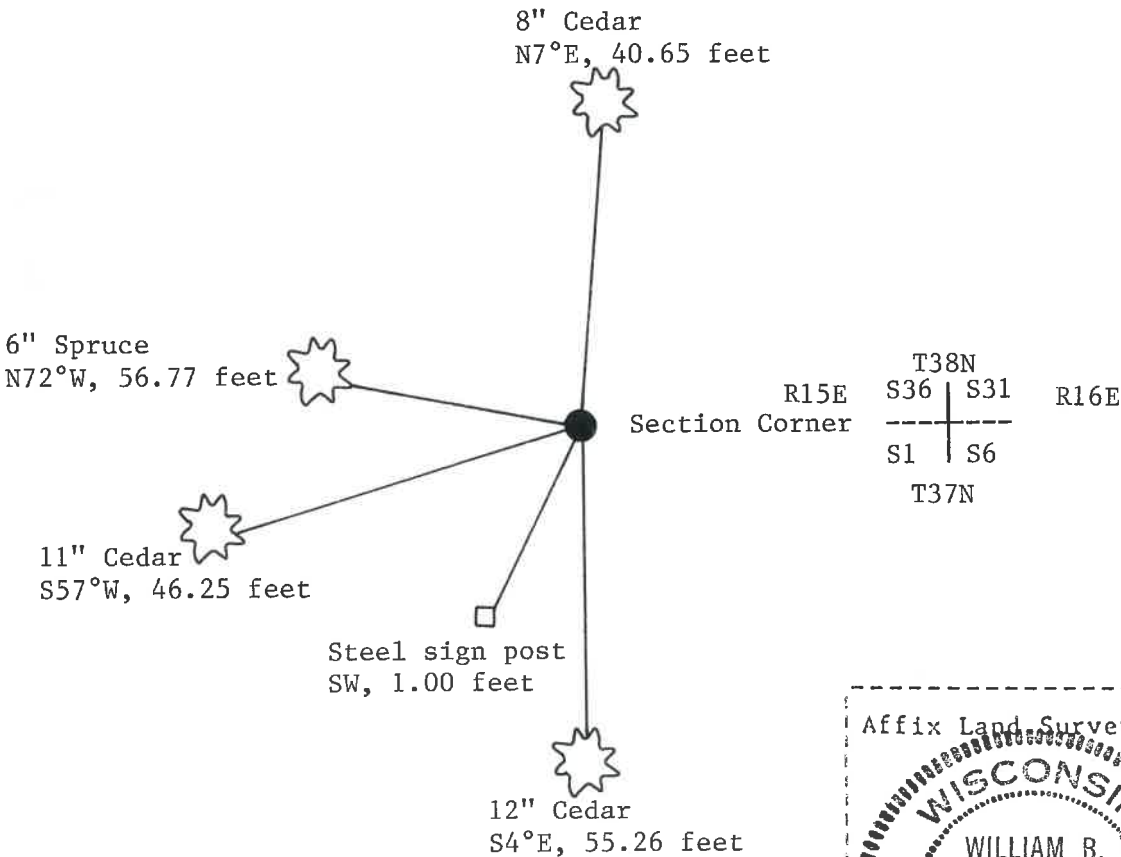 8" Cedar
N7°E, 40.65 feet
6" Spruce
N72°W, 56.77 feet
T38N
R15E S36 S31 R16E
Section Corner
S1 S6
T37N
11" Cedar
S57°W, 46.25 feet
Steel sign post
SW, 1.00 feet
12" Cedar
S4°E, 55.26 feet
Affix Land Surve
WISCONSI
WILLIAM B.